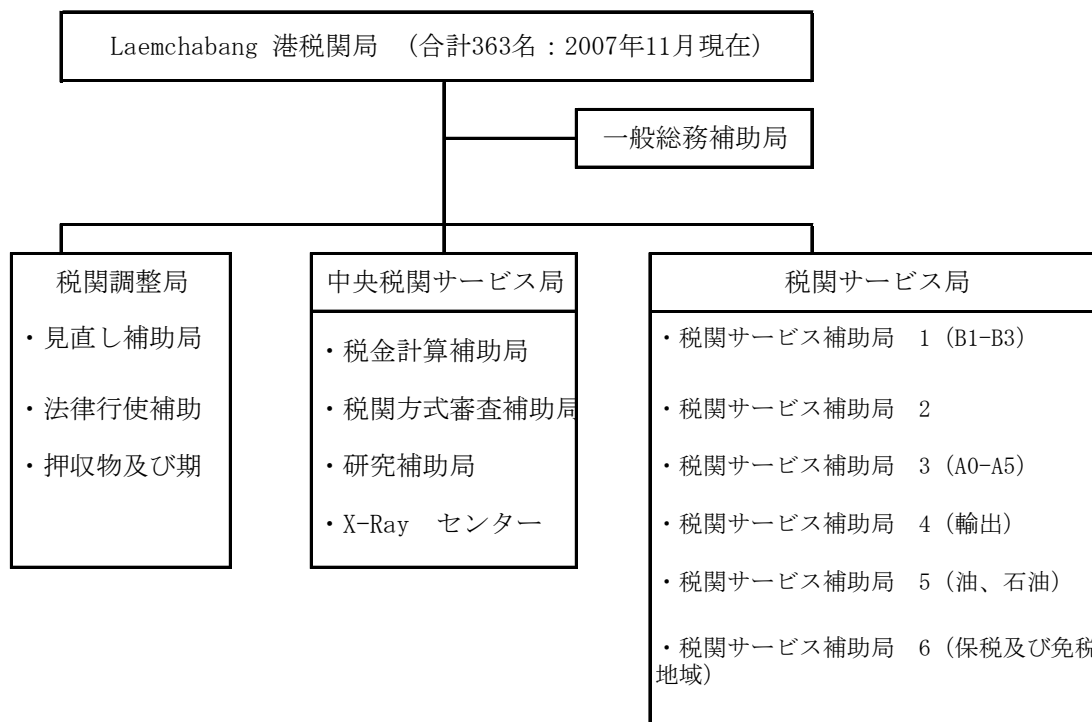 Laemchabang 港税関局 （合計363名：2007年11月現在）
一般総務補助局
税関調整局
・見直し補助局
・法律行使補助
・押収物及び期
中央税関サービス局
・税金計算補助局
・税関方式審査補助局
・研究補助局
・X-Ray センター
税関サービス局
・税関サービス補助局 1（B1-B3）
・税関サービス補助局 2
・税関サービス補助局 3（A0-A5）
・税関サービス補助局 4（輸出）
・税関サービス補助局 5（油、石油）
・税関サービス補助局 6（保税及び免税
地域）